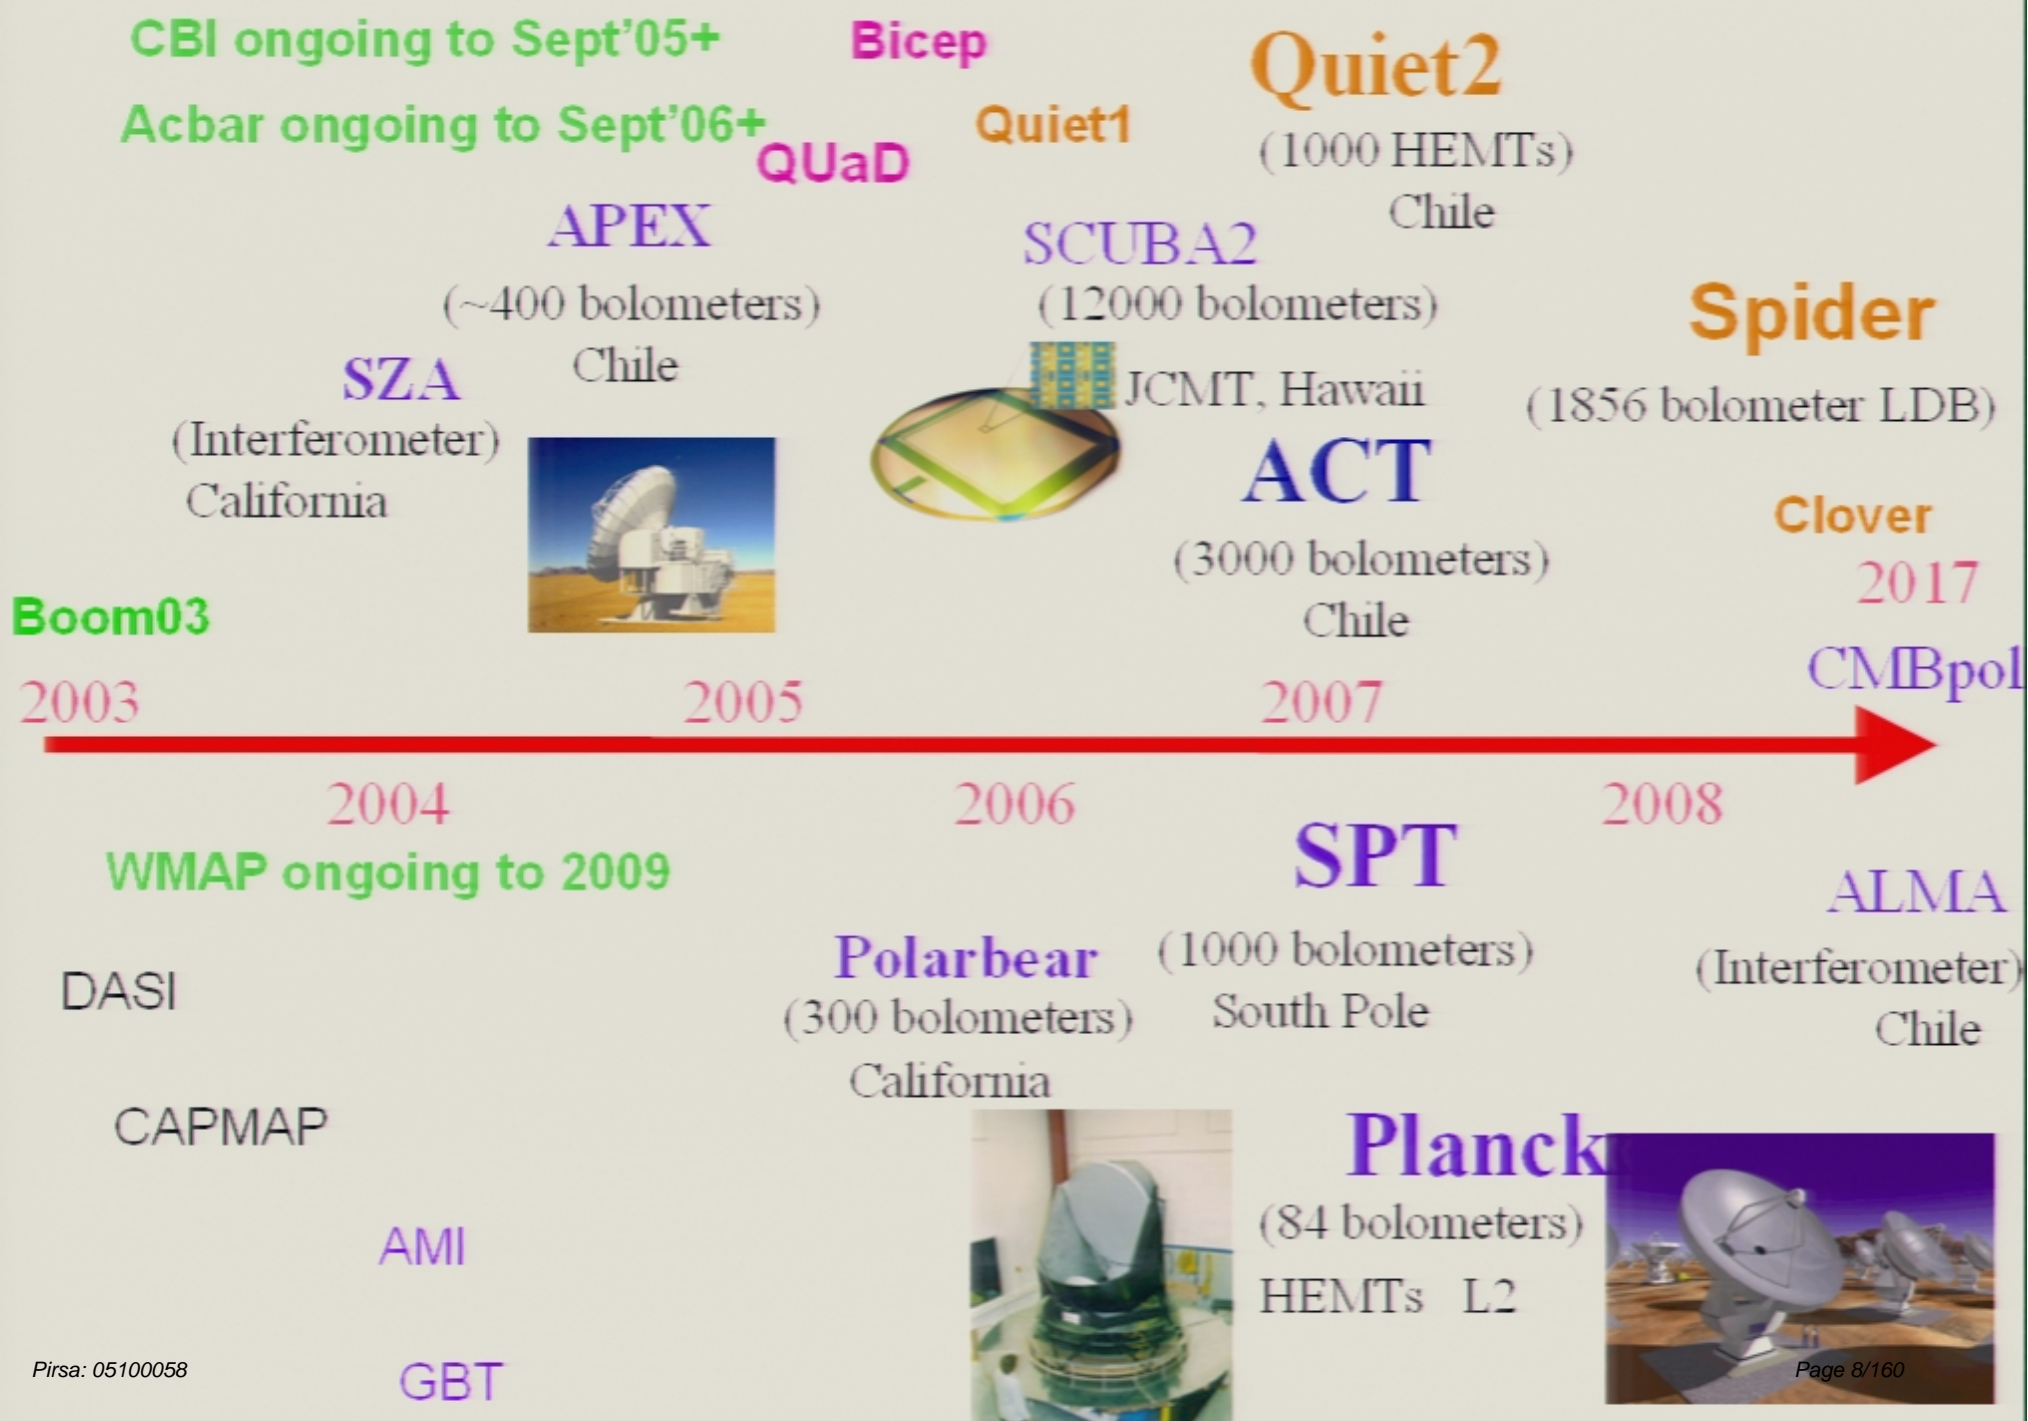 CBI ongoing to Sept’05+
Bicep
Quiet2
Acbar ongoing to Sept’06+
Quiet1
(1000 HEMTs)
QUaD
Chile
APEX
SCUBA2
(~400 bolometers)
(12000 bolometers)
Spider
Chile
SZA
JCMT, Hawaii
(1856 bolometer LDB)
(Interferometer)
California
ACT
Clover
(3000 bolometers)
2017
Chile
Boom03
CMBpol
2003
2005
2007
2004
2006
2008
WMAP ongoing to 2009
SPT
ALMA
Polarbear
(1000 bolometers)
(Interferometer)
DASI
(300 bolometers)
South Pole
Chile
California
CAPMAP
Planck
(84 bolometers)
AMI
HEMTs L2
GBT
Pirsa: 05100058
Page 8/160